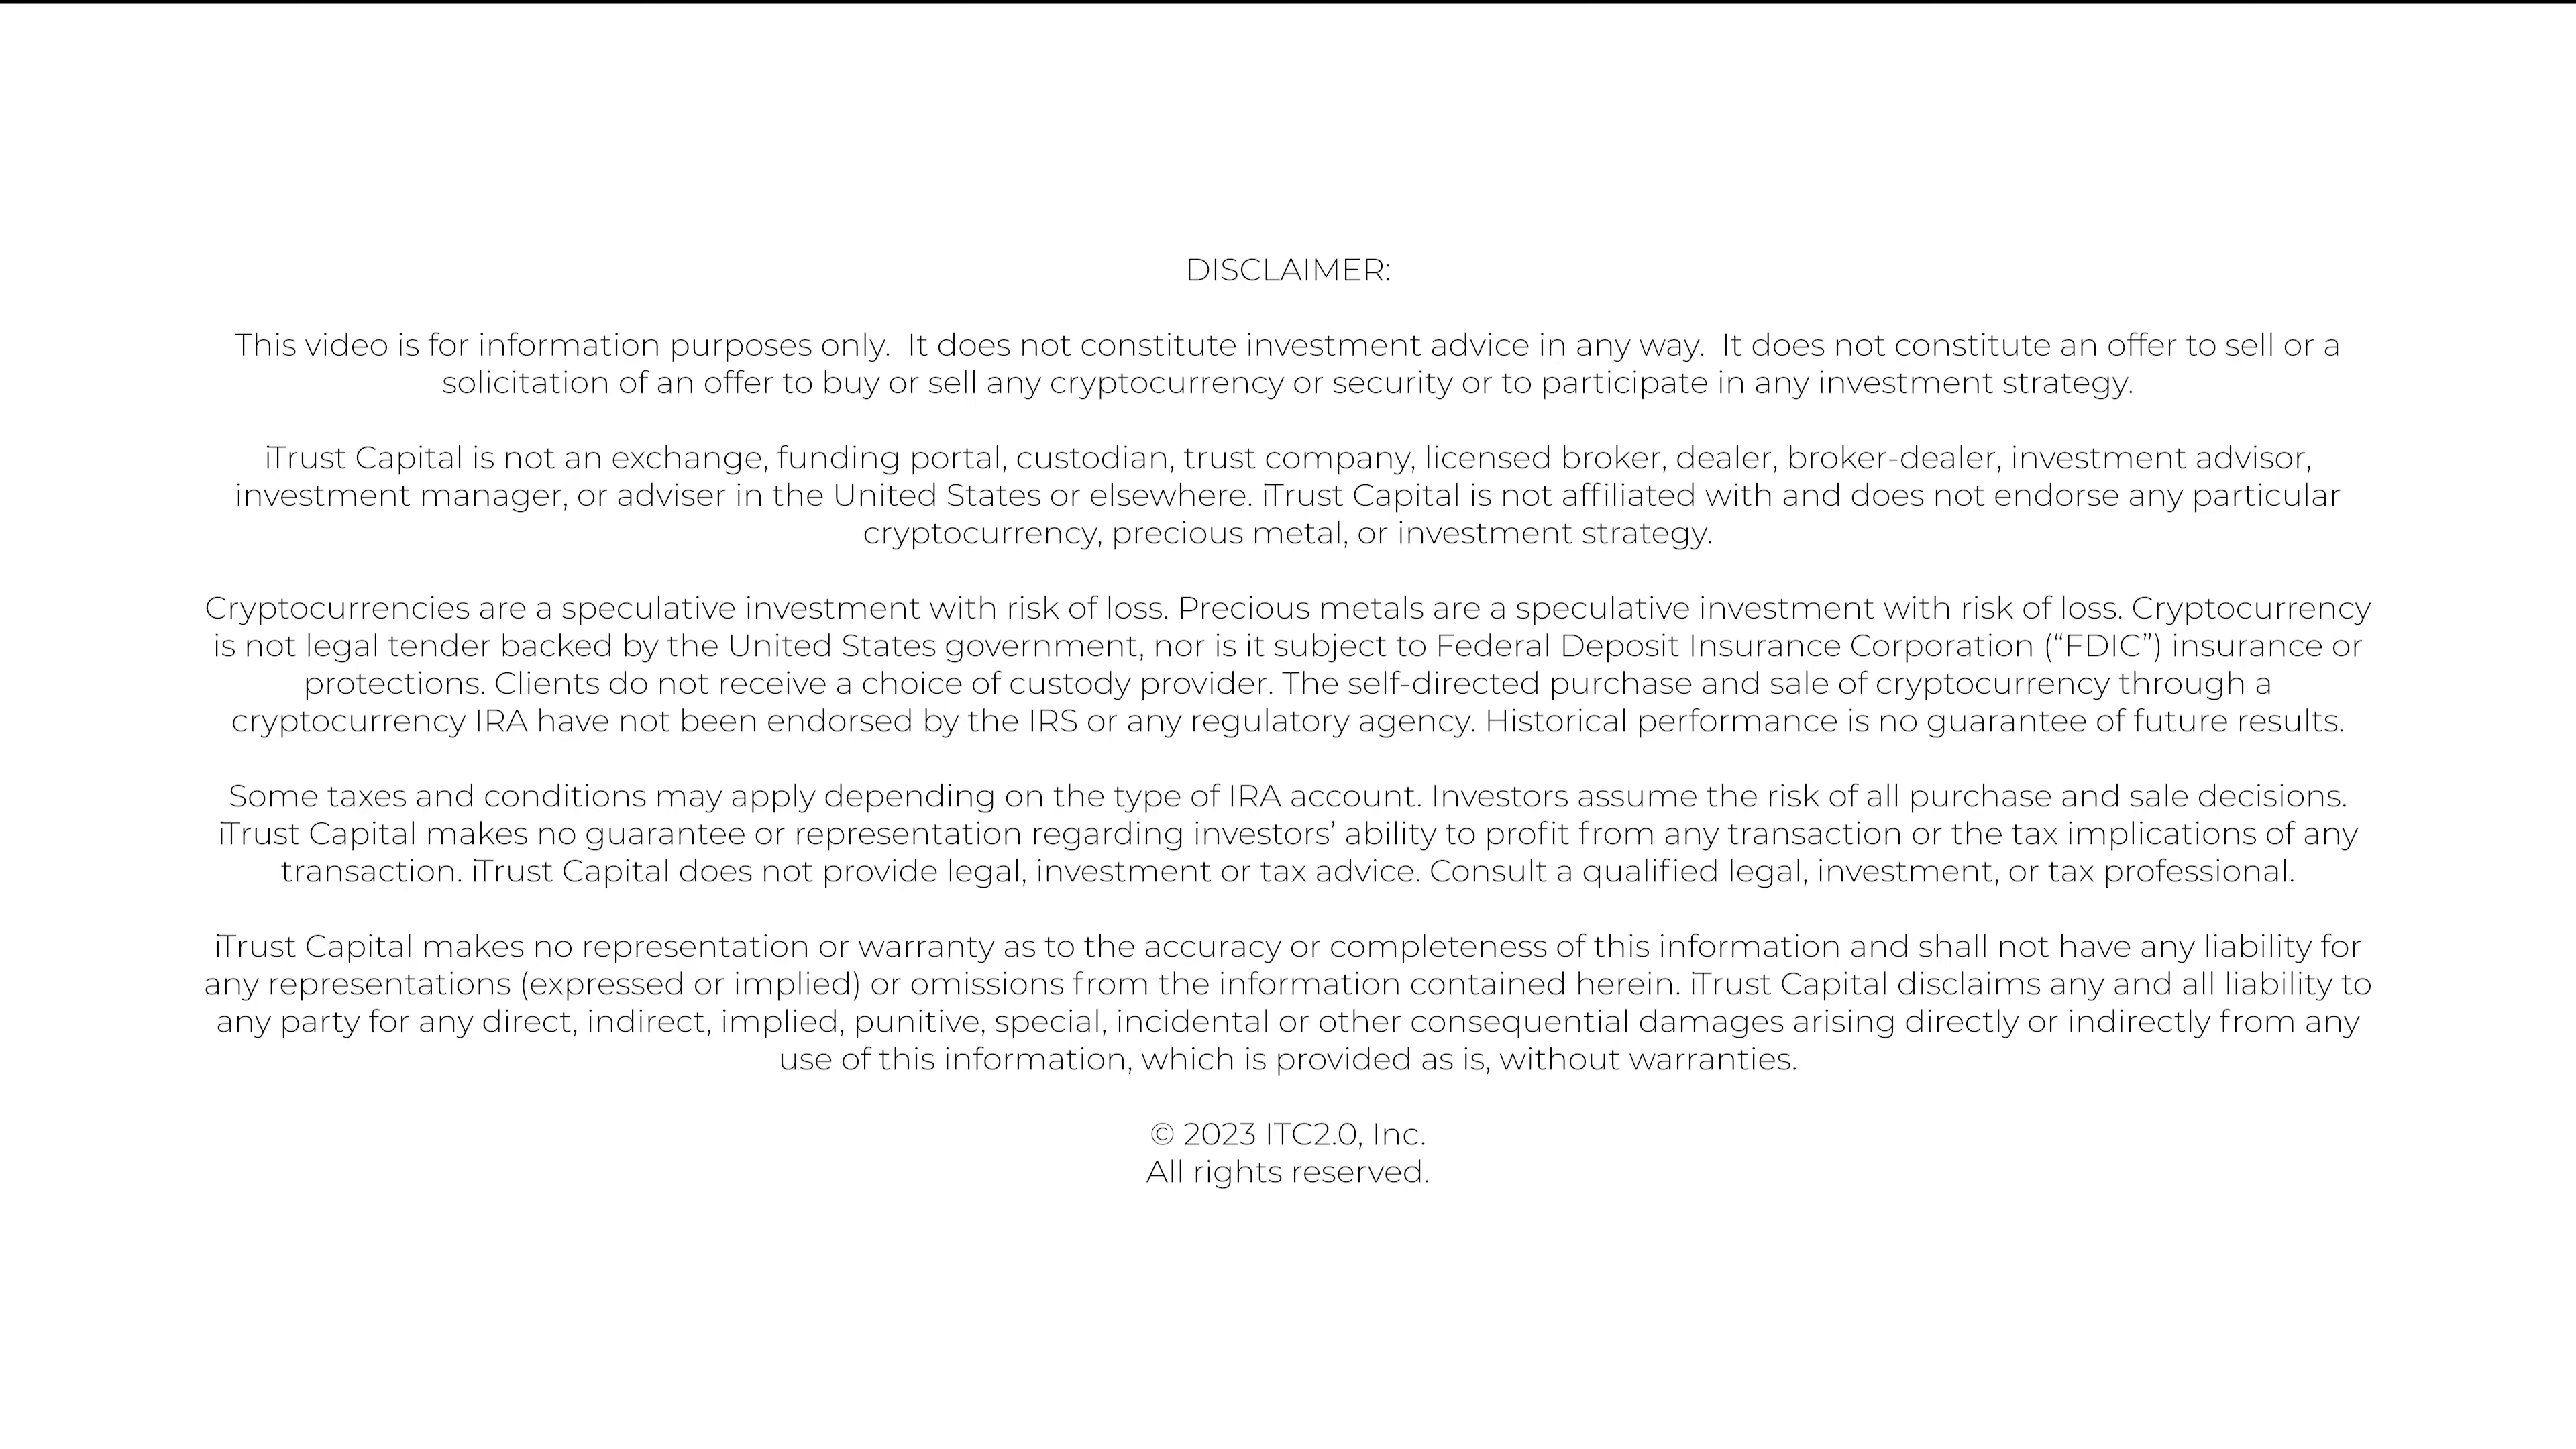 DISCLAIMER:
This video is for information purposes only.  It does not constitute investment advice in any way.  It does not constitute an offer to sell or a
solicitation of an offer to buy or sell any cryptocurrency or security or to participate in any investment strategy.
iTrust Capital is not an exchange, funding portal, custodian, trust company, licensed broker, dealer, broker-dealer, investment advisor,
investment manager, or adviser in the United States or elsewhere. iTrust Capital is not affiliated with and does not endorse any particular
cryptocurrency, precious metal, or investment strategy.
Cryptocurrencies are a speculative investment with risk of loss. Precious metals are a speculative investment with risk of loss. Cryptocurrency
is not legal tender backed by the United States government, nor is it subject to Federal Deposit Insurance Corporation (“FDIC”) insurance or
protections. Clients do not receive a choice of custody provider. The self-directed purchase and sale of cryptocurrency through a
cryptocurrency IRA have not been endorsed by the IRS or any regulatory agency. Historical performance is no guarantee of future results.
Some taxes and conditions may apply depending on the type of IRA account. Investors assume the risk of all purchase and sale decisions.
iTrust Capital makes no guarantee or representation regarding investors’ ability to profit from any transaction or the tax implications of any
transaction. iTrust Capital does not provide legal, investment or tax advice. Consult a qualified legal, investment, or tax professional.
iTrust Capital makes no representation or warranty as to the accuracy or completeness of this information and shall not have any liability for
any representations (expressed or implied) or omissions from the information contained herein. iTrust Capital disclaims any and all liability to
any party for any direct, indirect, implied, punitive, special, incidental or other consequential damages arising directly or indirectly from any
use of this information, which is provided as is, without warranties.
© 2023 ITC2.0, Inc.
All rights reserved.